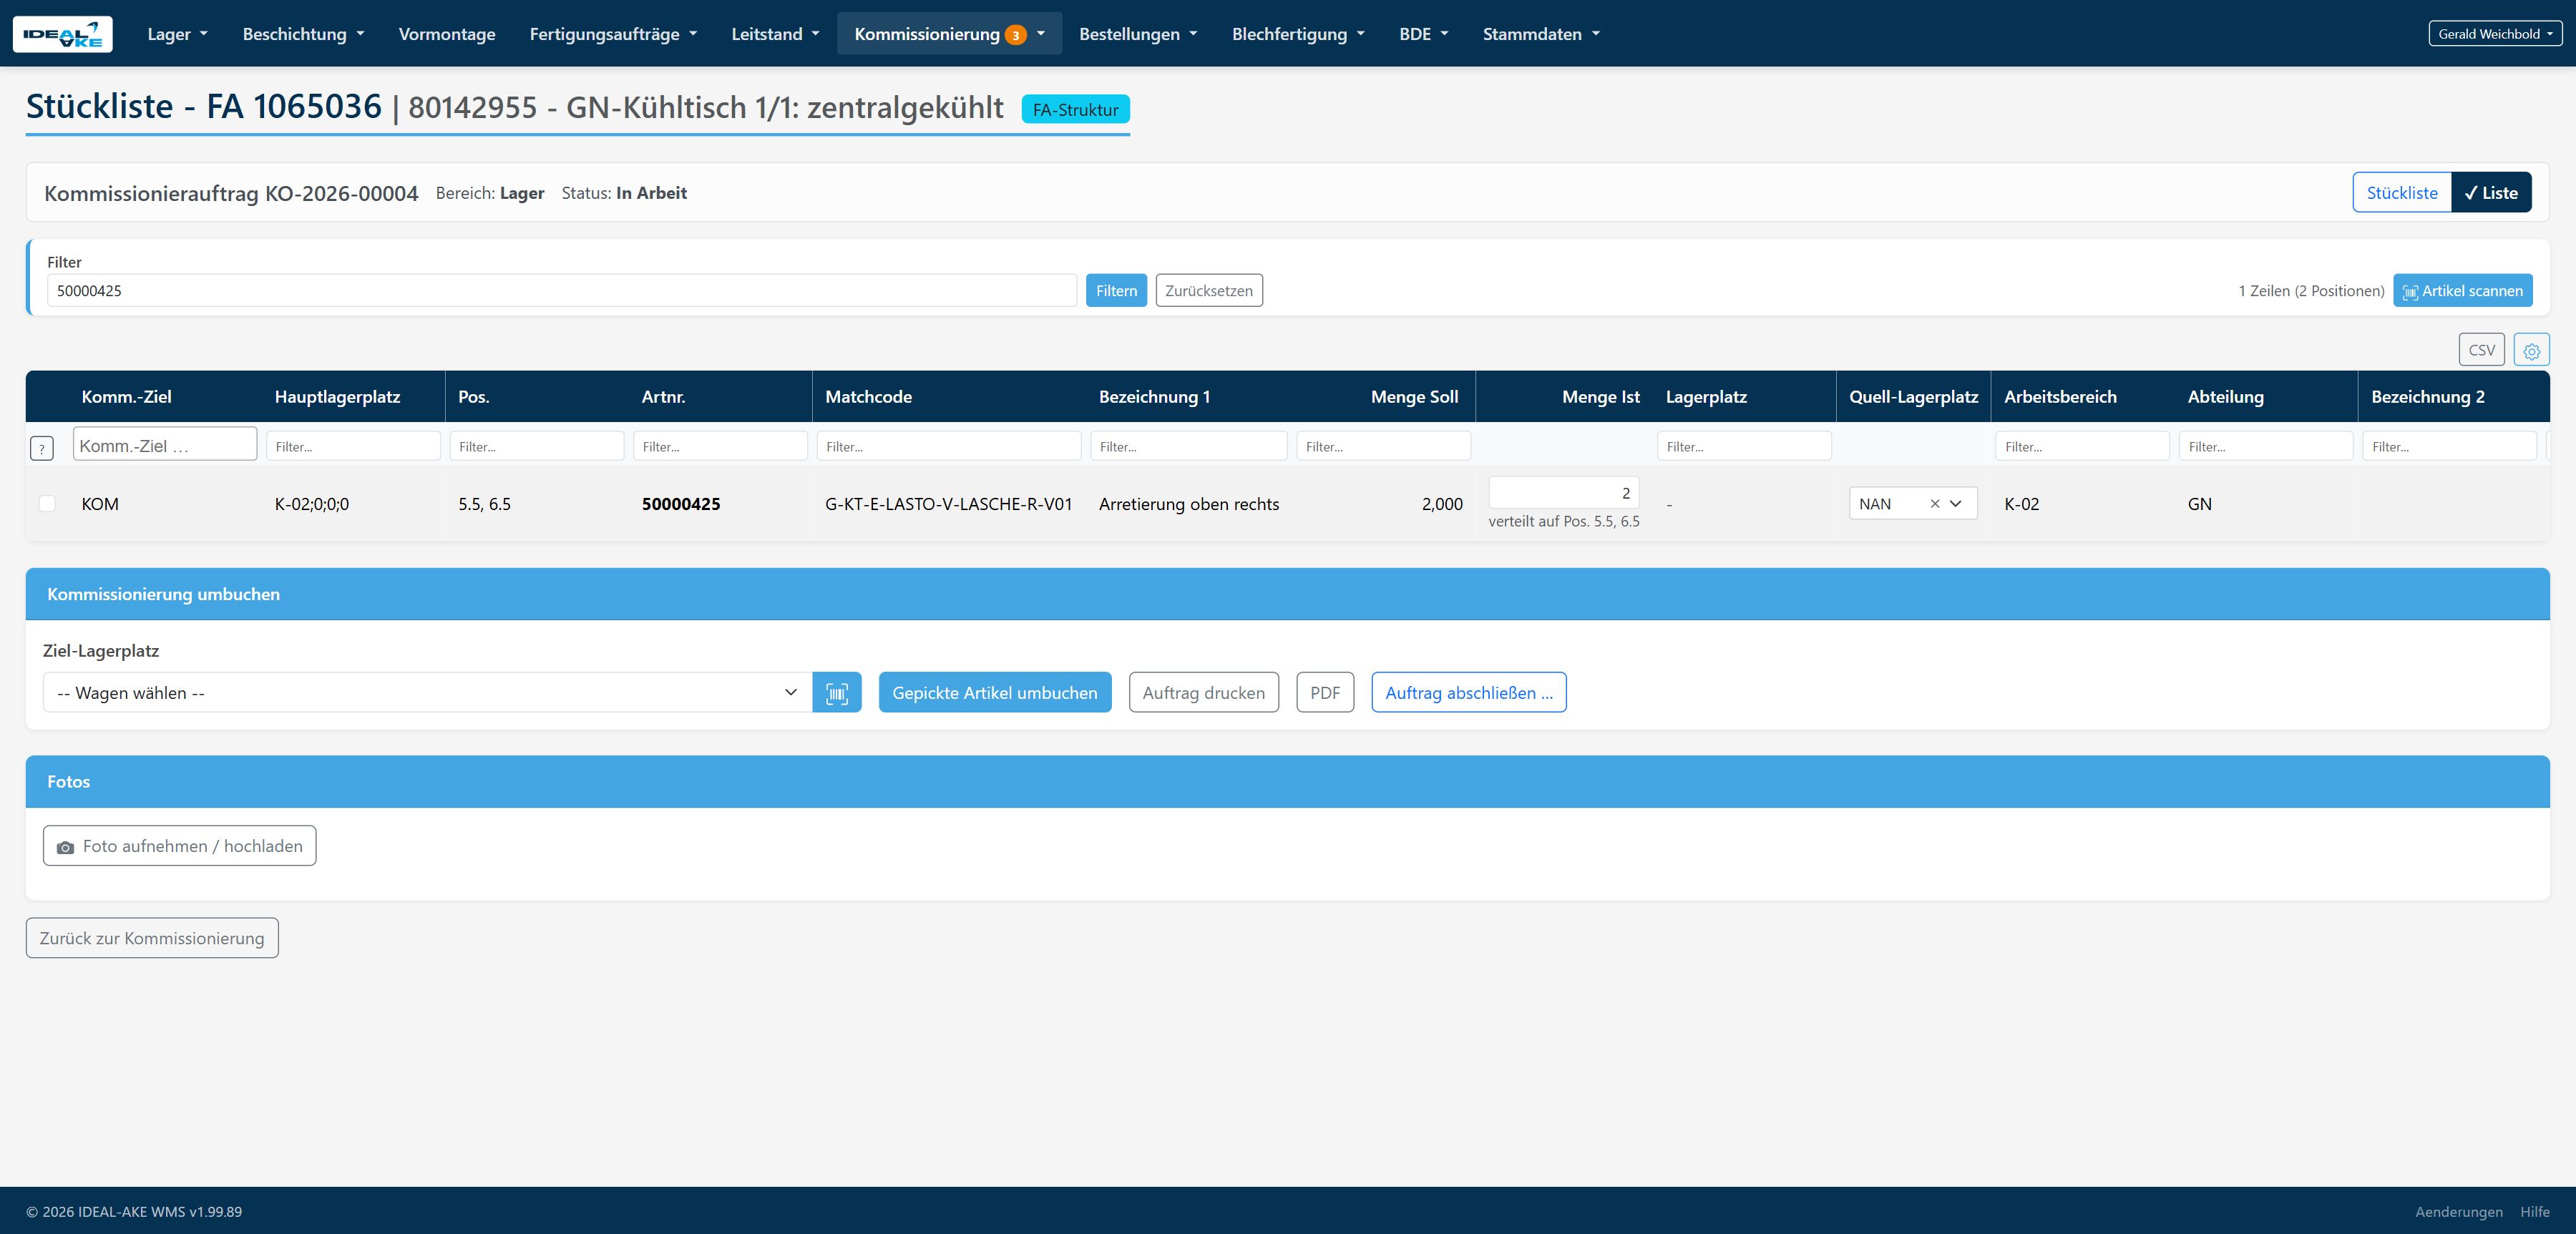 IDEAL AKE
Lager
Beschichtung
Vormontage
Fertigungsaufträge
Leitstand
Kommissionierung 3
Bestellungen
Blechfertigung
BDE
Stammdaten
Gerald Weichbold
Stückliste - FA 1065036 | 80142955 - GN-Kühltisch 1/1: zentralgekühlt FA-Struktur
Kommissionierauftrag KO-2026-00004 Bereich: Lager Status: In Arbeit
Stückliste
✓ Liste
Filter
50000425
Filtern
Zurücksetzen
1 Zeilen (2 Positionen)
Artikel scannen
CSV
Komm.-Ziel Hauptlagerplatz Pos. Artnr. Matchcode Bezeichnung 1 Menge Soll Menge Ist Lagerplatz Quell-Lagerplatz Arbeitsbereich Abteilung Bezeichnung 2
? Komm.-Ziel ... Filter... Filter... Filter... Filter... Filter... Filter... Filter... Filter... Filter... Filter...
KOM K-02;0;0;0 5.5, 6.5 50000425 G-KT-E-LASTO-V-LASCHE-R-V01 Arretierung oben rechts 2,000 2 - NAN × K-02 GN
verteilt auf Pos. 5.5, 6.5
Kommissionierung umbuchen
Ziel-Lagerplatz
-- Wagen wählen --
Gepickte Artikel umbuchen
Auftrag drucken
PDF
Auftrag abschließen ...
Fotos
Foto aufnehmen / hochladen
Zurück zur Kommissionierung
© 2026 IDEAL-AKE WMS v1.99.89
Aenderungen Hilfe